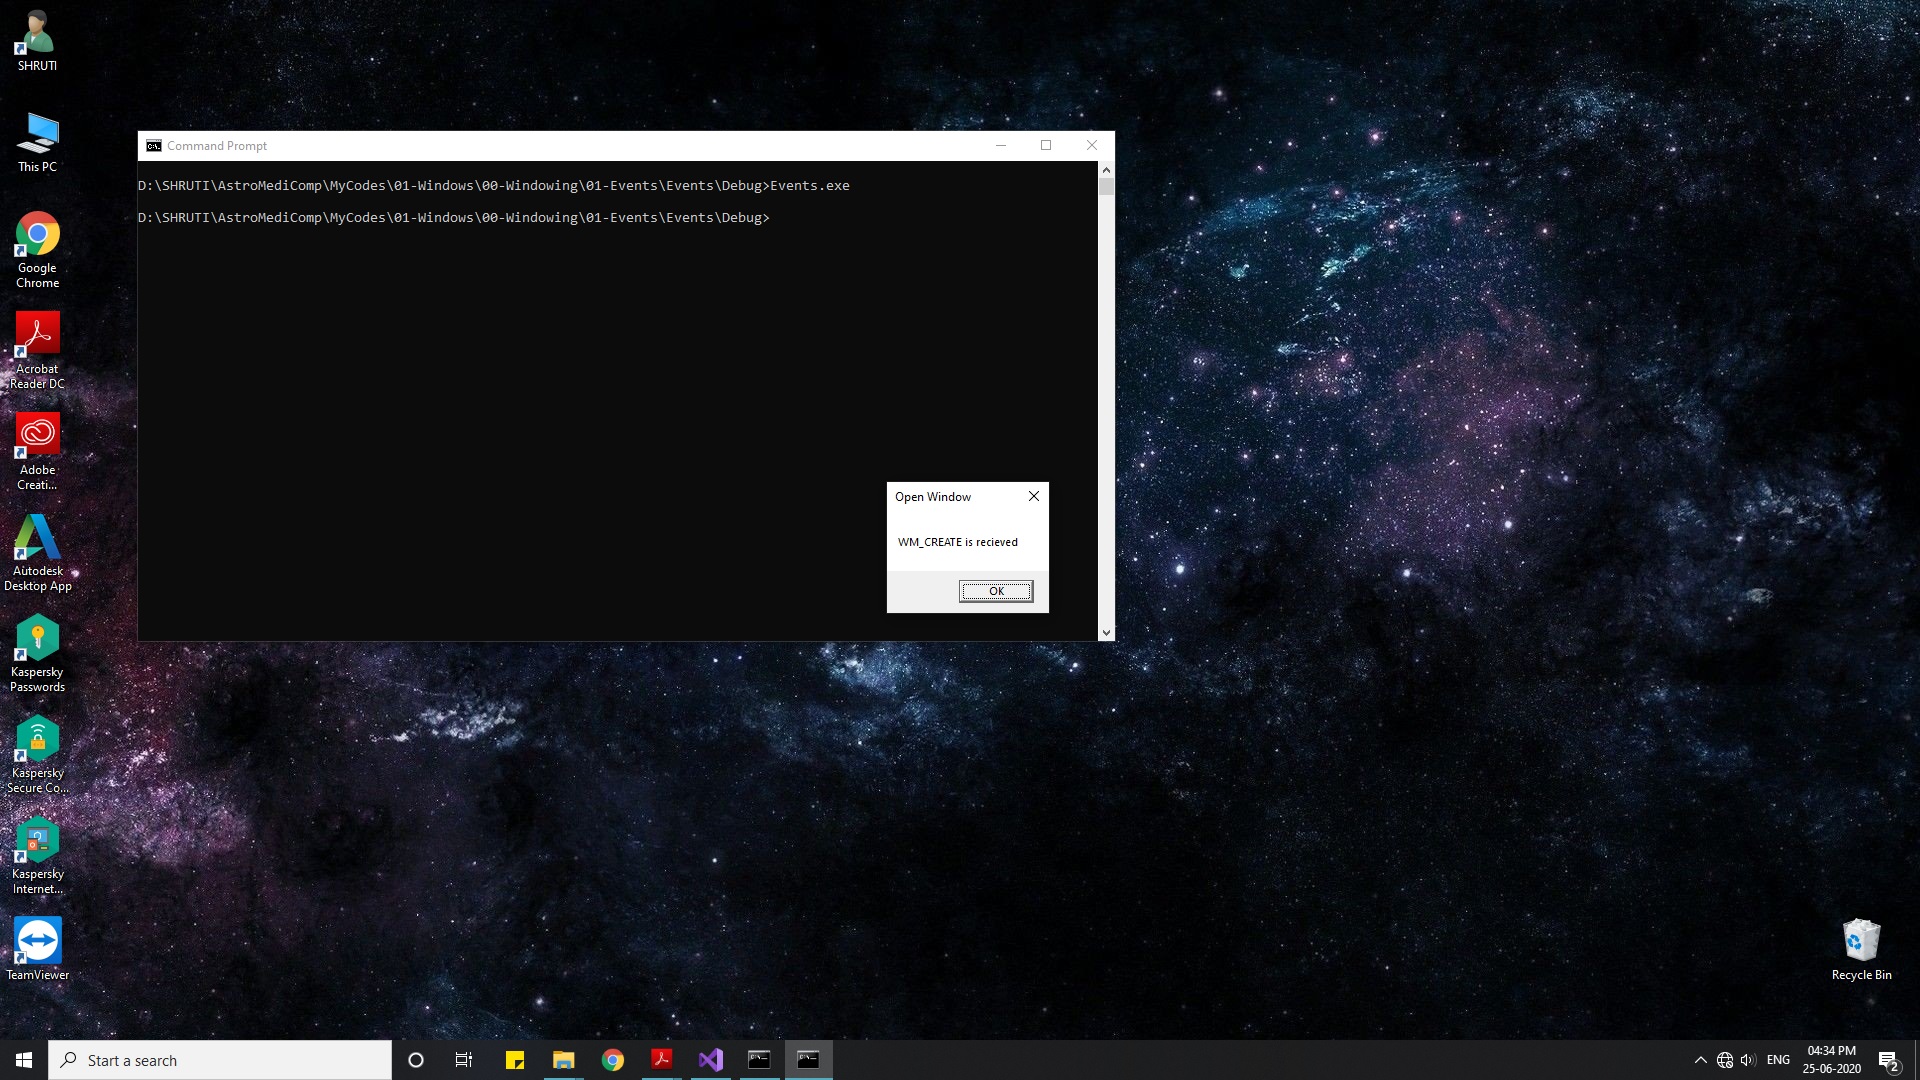 SHRUTI
This PC
Google
Chrome
Acrobat
Reader DC
Adobe
Creati...
Autodesk
Desktop App
Kaspersky
Passwords
Kaspersky
Secure Co...
Kaspersky
Internet...
TeamViewer
Command Prompt
D:\SHRUTI\AstroMediComp\MyCodes\01-Windows\00-Windowing\01-Events\Events\Debug>Events.exe
D:\SHRUTI\AstroMediComp\MyCodes\01-Windows\00-Windowing\01-Events\Events\Debug>
Open Window
WM_CREATE is recieved
OK
Recycle Bin
Start a search
ENG
04:34 PM
25-06-2020
2